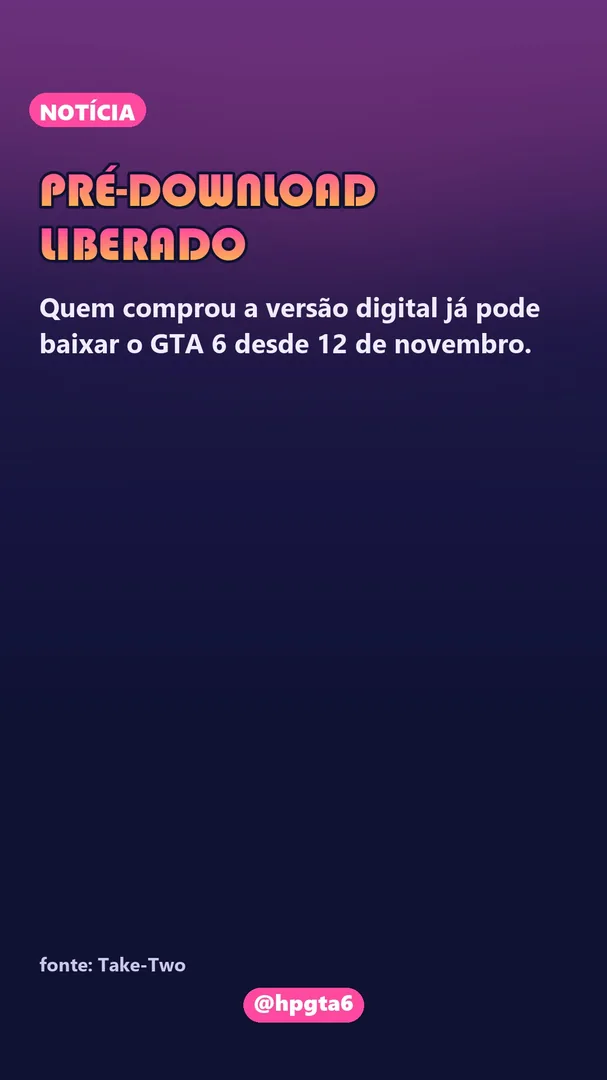 NOTÍCIA
PRÉ-DOWNLOAD
LIBERADO
Quem comprou a versão digital já pode
baixar o GTA 6 desde 12 de novembro.
fonte: Take-Two
@hpgta6